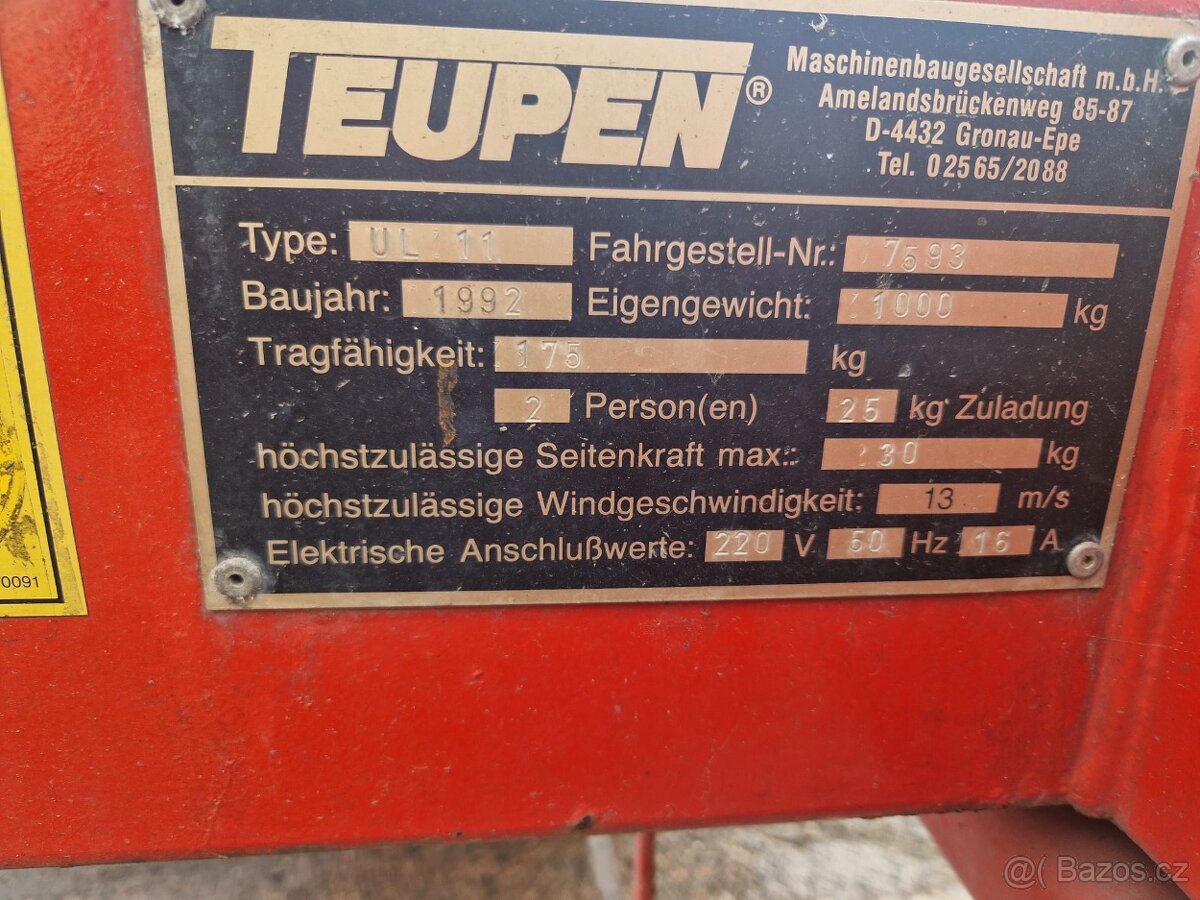 TEUPEN®
Maschinenbaugesellschaft m.b.H.
Amelandsbrückenweg 85-87
D-4432 Gronau-Epe
Tel. 02565/2088
Type: UL 11 Fahrgestell-Nr.: 7593
Baujahr: 1992 Eigengewicht: 1000 kg
Tragfähigkeit: 175 kg
2 Person(en) 25 kg Zuladung
höchstzulässige Seitenkraft max.: 30 kg
höchstzulässige Windgeschwindigkeit: 13 m/s
Elektrische Anschlußwerte: 220 V 50 Hz 16 A
70091
@ Bazos.cz